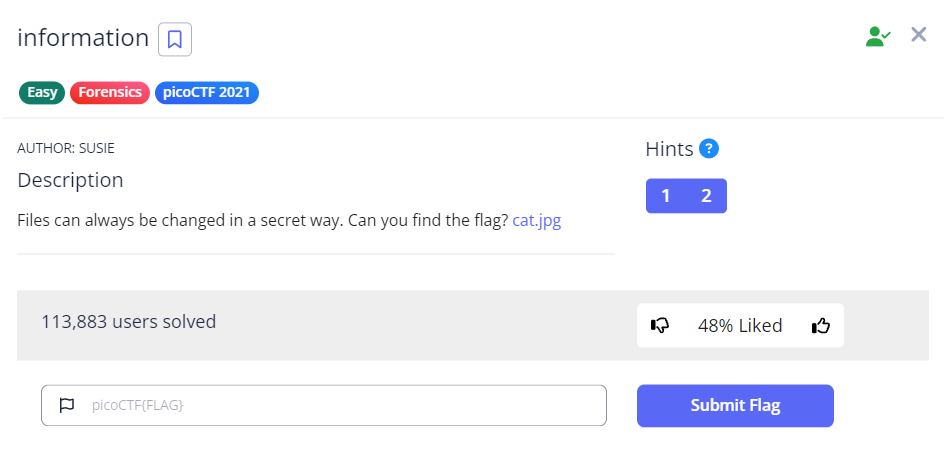 information
Easy Forensics picoCTF 2021
AUTHOR: SUSIE
Description
Files can always be changed in a secret way. Can you find the flag? cat.jpg
Hints ?
1 2
113,883 users solved
48% Liked
picoCTF{FLAG}
Submit Flag